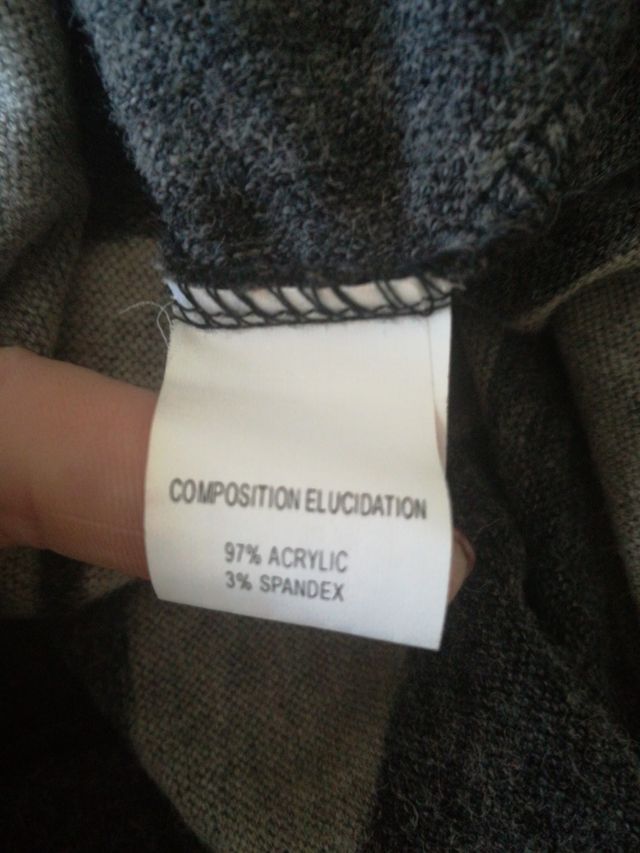 COMPOSITION ELUCIDATION
97% ACRYLIC
3% SPANDEX